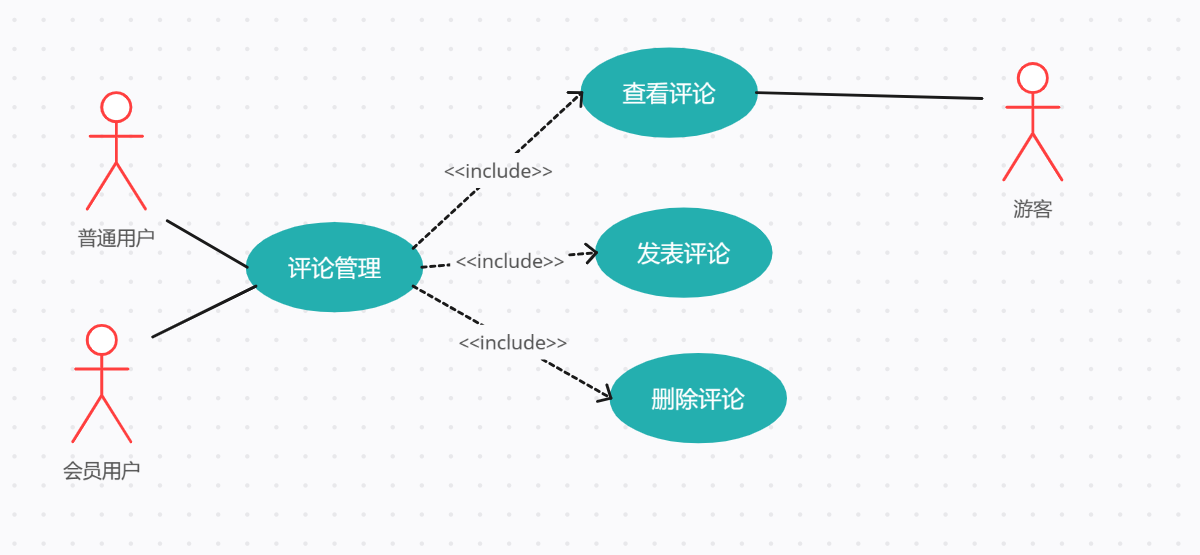 查看评论
普通用户
<<include>>
游客
评论管理
<<include>>
发表评论
<<include>>
会员用户
删除评论